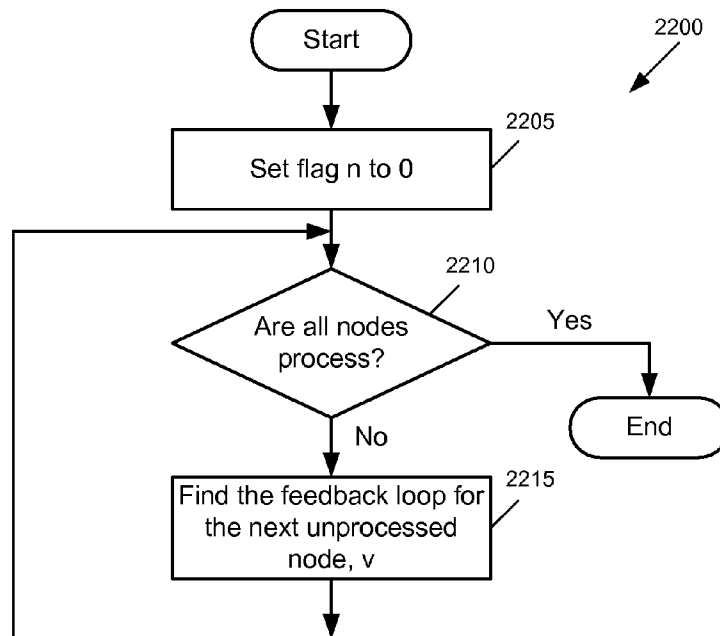 Start
2200
2205
Set flag n to 0
2210
Are all nodes
process?
Yes
End
No
2215
Find the feedback loop for
the next unprocessed
node, v